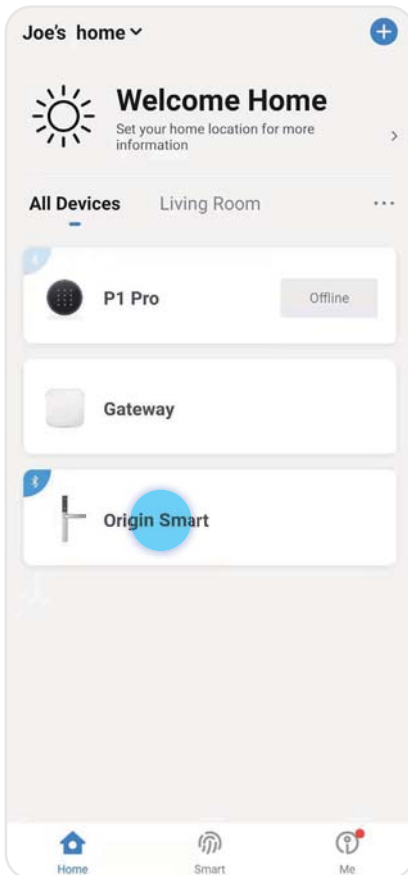 Joe's home
Welcome Home
Set your home location for more
information
All Devices Living Room
P1 Pro Offline
Gateway
Origin Smart
Home Smart Me